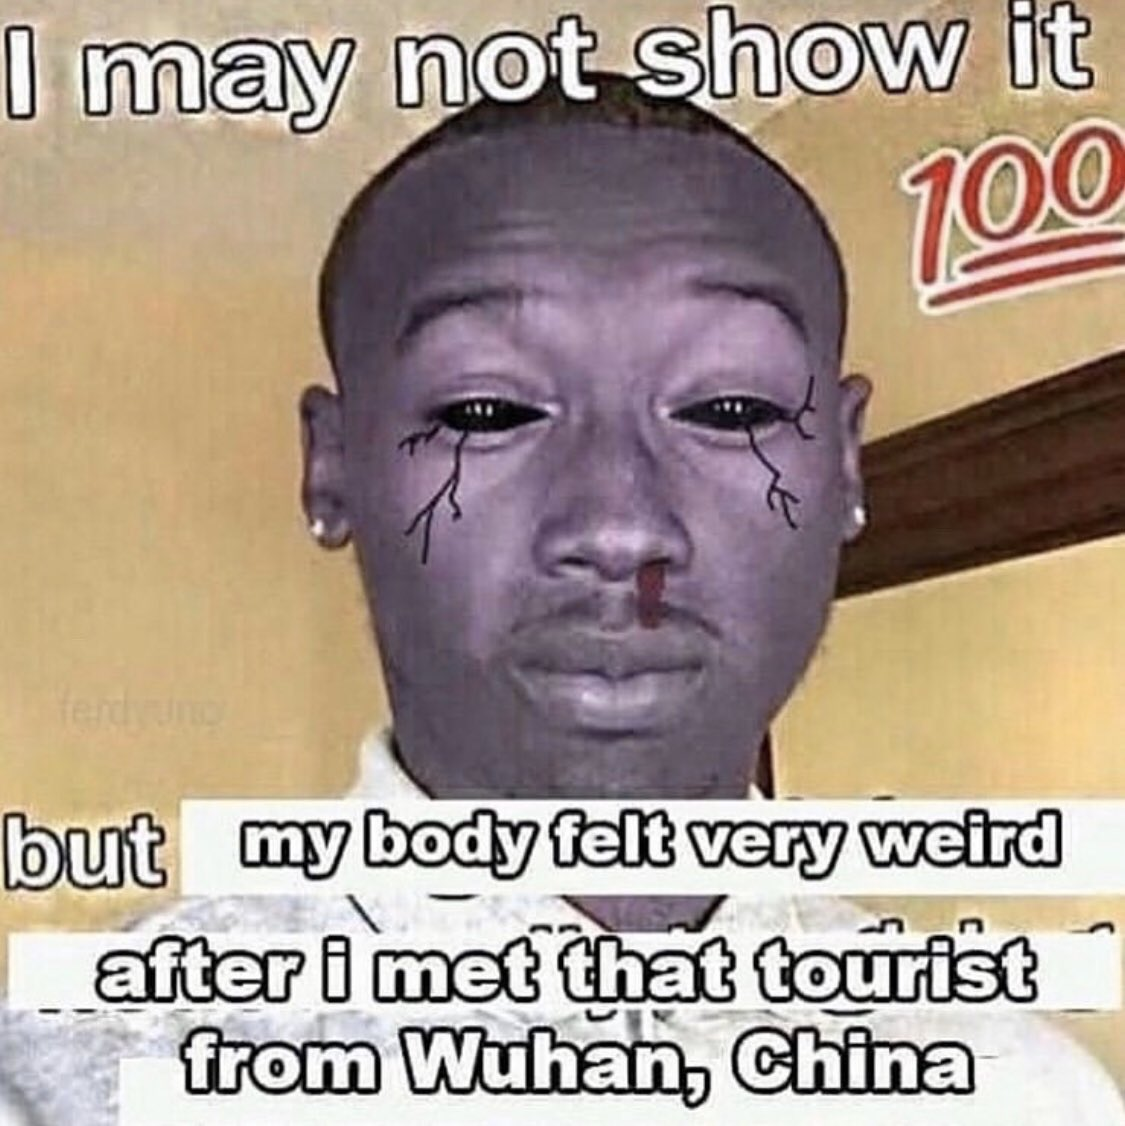 I may not show it
100
but my body felt very weird
after i met that tourist
from Wuhan, China